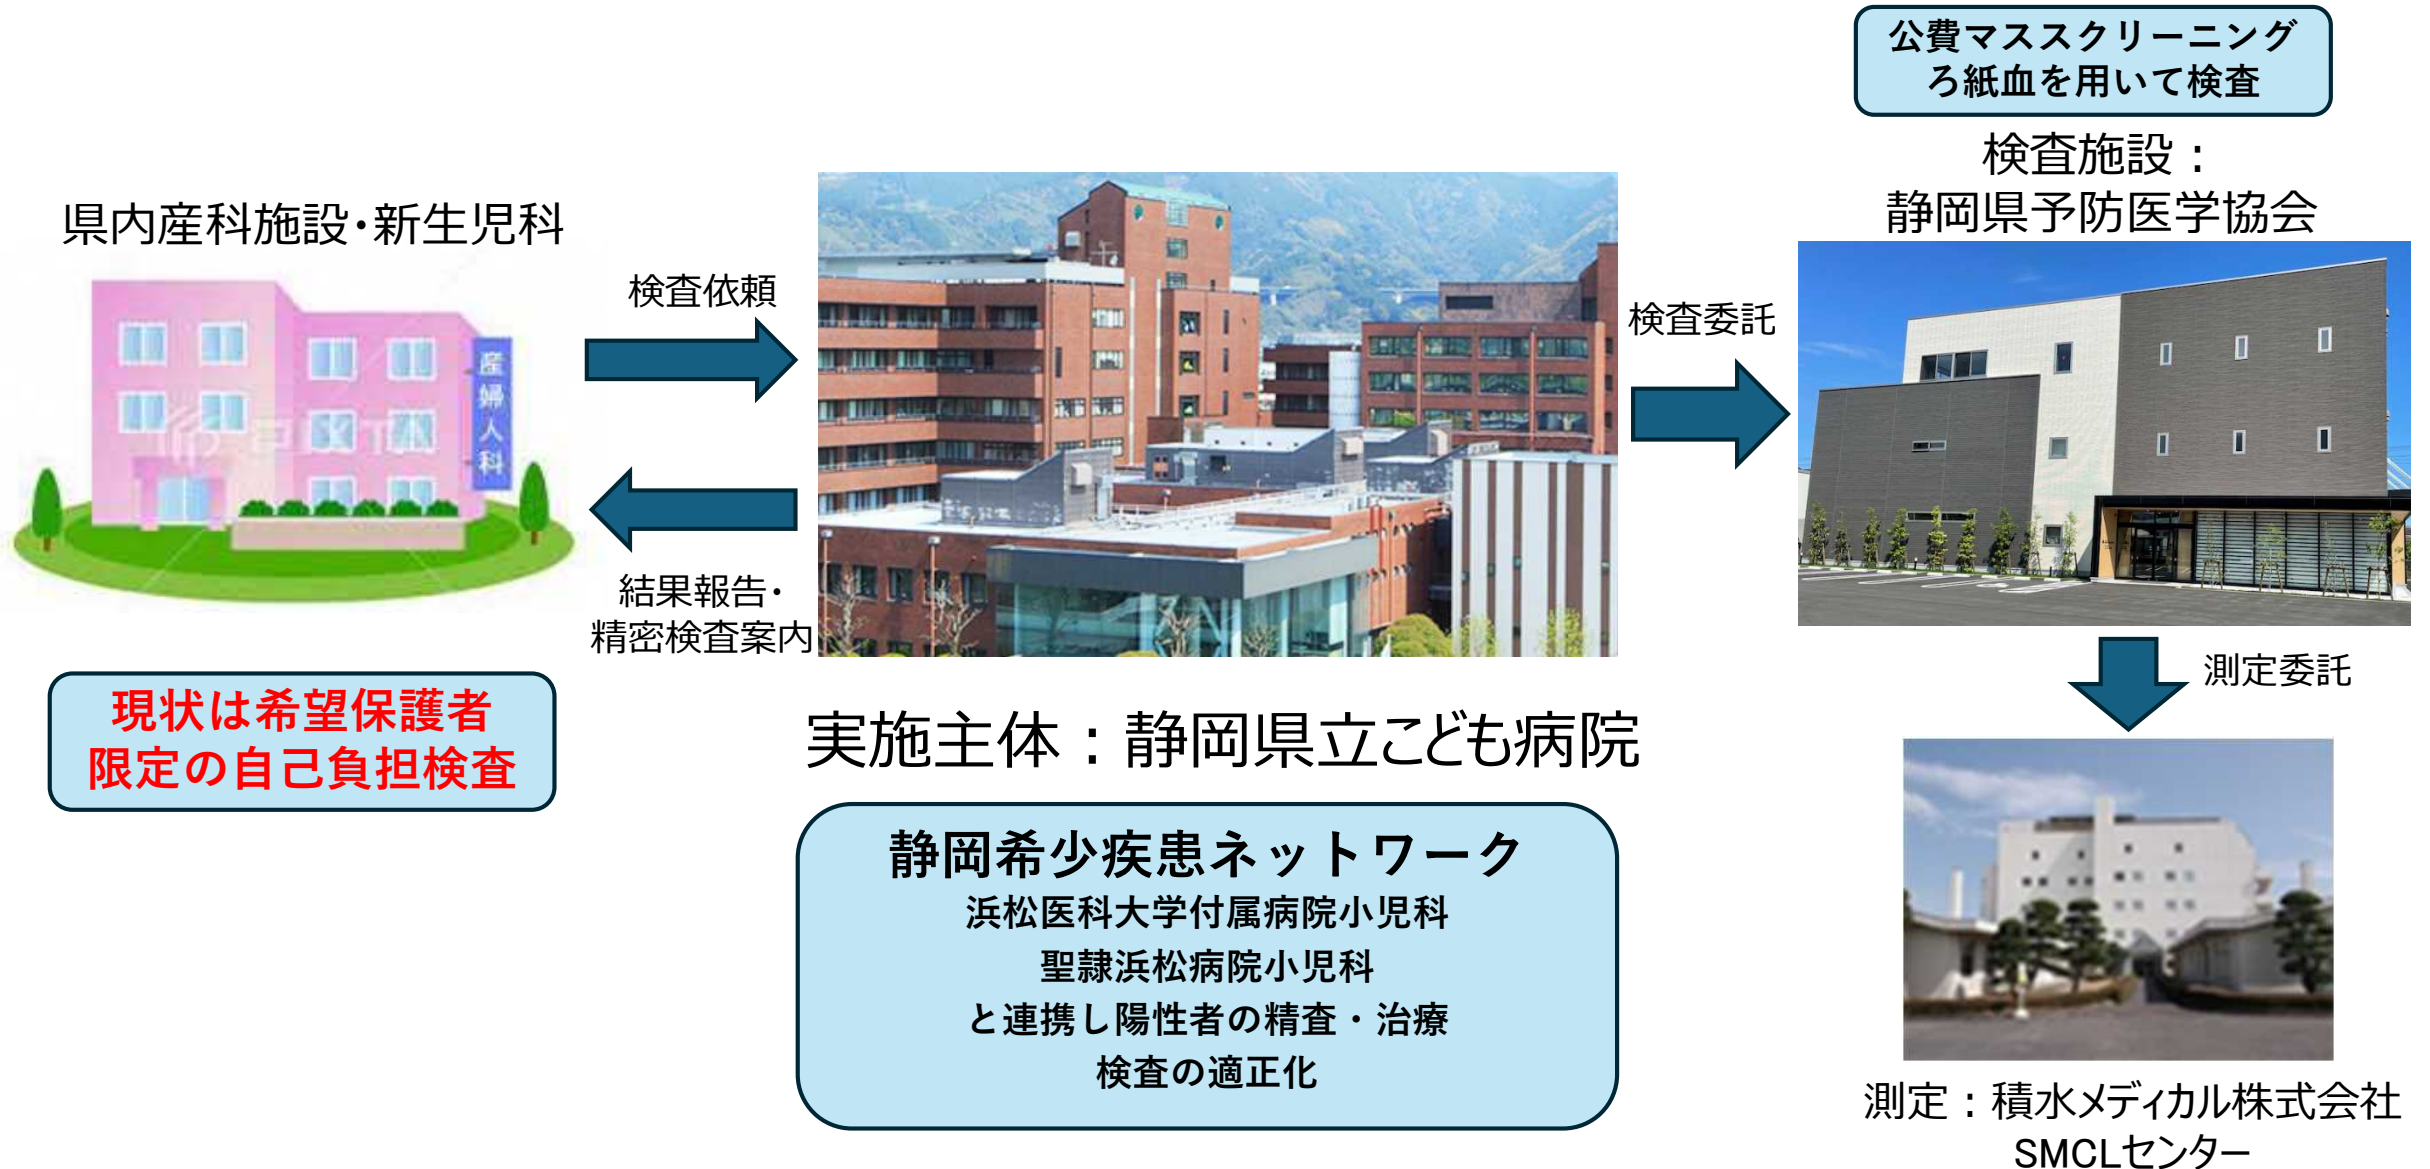 公費マススクリーニング
ろ紙血を用いて検査
検査施設：
静岡県予防医学協会
県内産科施設・新生児科
産婦人科
検査依頼
検査委託
結果報告・
精密検査案内
測定委託
現状は希望保護者
限定の自己負担検査
実施主体：静岡県立こども病院
静岡希少疾患ネットワーク
浜松医科大学付属病院小児科
聖隷浜松病院小児科
と連携し陽性者の精査・治療
検査の適正化
測定：積水メディカル株式会社
SMCLセンター